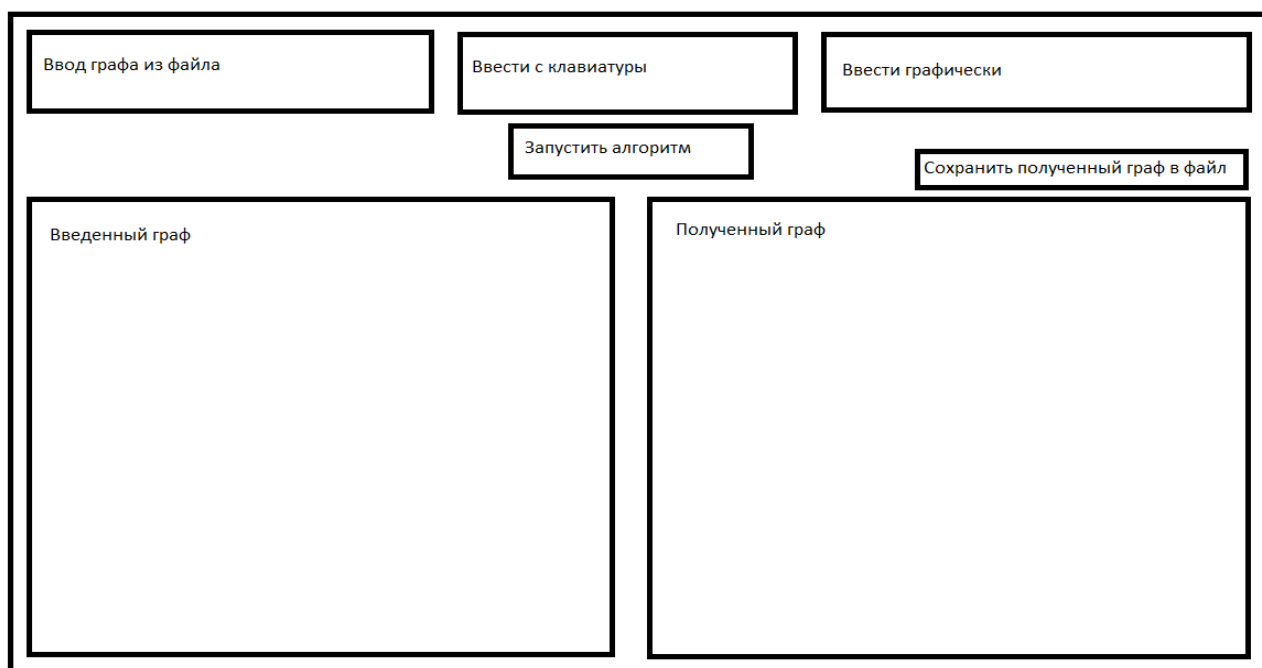 Ввод графа из файла
Ввести с клавиатуры
Ввести графически
Запустить алгоритм
Сохранить полученный граф в файл
Введенный граф
Полученный граф